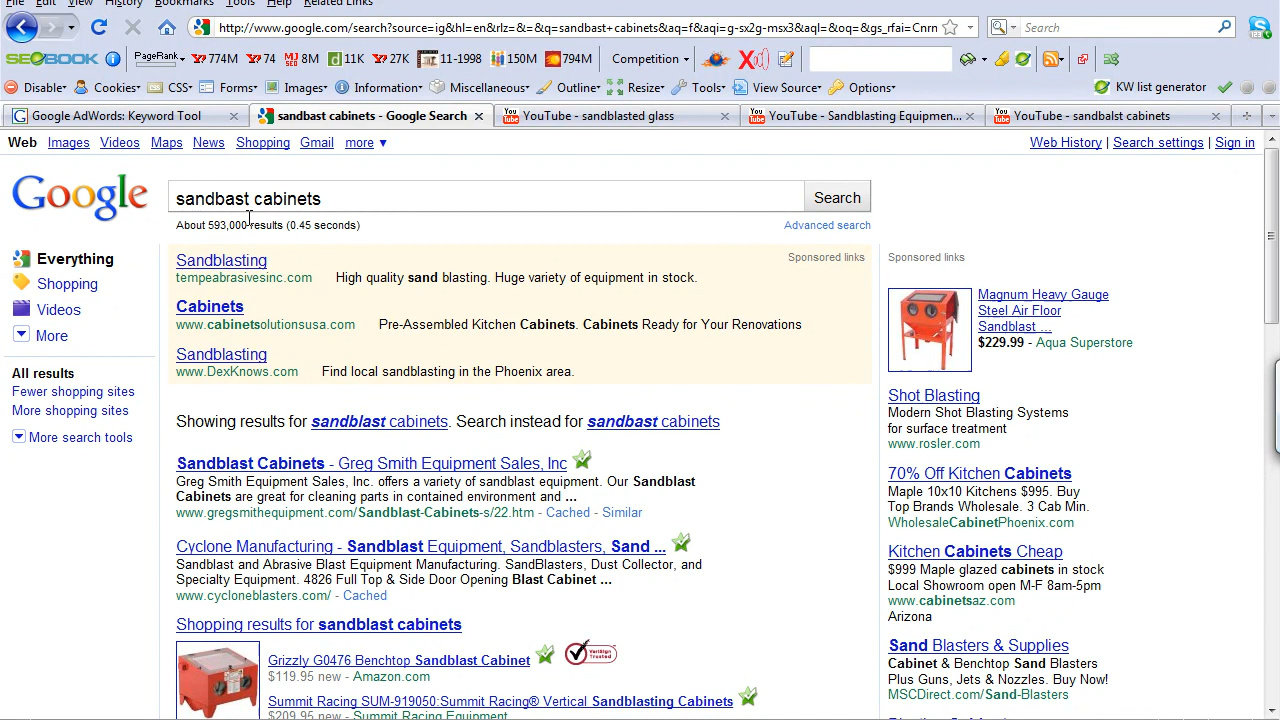 File Edit View History Bookmarks Tools Help Related Links
http://www.google.com/search?source=ig&hl=en&rlz=&=&q=sandbast+cabinets&aq=f&aqi=g-sx2g-msx3&aql=&oq=&gs_rfai=Cnrn
Search
SEOBOOK PageRank 774M 74 8M 11K 27K 11-1998 150M 794M Competition
Disable Cookies CSS Forms Images Information Miscellaneous Outline Resize Tools View Source Options KW list generator
Google AdWords: Keyword Tool
sandbast cabinets - Google Search
YouTube - sandblasted glass
YouTube - Sandblasting Equipmen...
YouTube - sandbalst cabinets
Web Images Videos Maps News Shopping Gmail more ▼
Web History | Search settings | Sign in
Google
sandbast cabinets
Search
About 593,000 results (0.45 seconds)
Advanced search
Everything
Shopping
Videos
More
All results
Fewer shopping sites
More shopping sites
More search tools
Sandblasting
Sponsored links
tempeabrasivesinc.com High quality sand blasting. Huge variety of equipment in stock.
Cabinets
www.cabinetsolutionsusa.com Pre-Assembled Kitchen Cabinets. Cabinets Ready for Your Renovations
Sandblasting
www.DexKnows.com Find local sandblasting in the Phoenix area.
Showing results for sandblast cabinets. Search instead for sandbast cabinets
Sandblast Cabinets - Greg Smith Equipment Sales, Inc
Greg Smith Equipment Sales, Inc. offers a variety of sandblast equipment. Our Sandblast
Cabinets are great for cleaning parts in contained environment and ...
www.gregsmithequipment.com/Sandblast-Cabinets-s/22.htm - Cached - Similar
Cyclone Manufacturing - Sandblast Equipment, Sandblasters, Sand ...
Sandblast and Abrasive Blast Equipment Manufacturing. SandBlasters, Dust Collector, and
Specialty Equipment. 4826 Full Top & Side Door Opening Blast Cabinet ...
www.cycloneblasters.com/ - Cached
Shopping results for sandblast cabinets
Grizzly G0476 Benchtop Sandblast Cabinet
VeriSign
Trusted
$119.95 new - Amazon.com
Summit Racing SUM-919050:Summit Racing® Vertical Sandblasting Cabinets
$209.95 new - Summit Racing Equipment
Sponsored links
Magnum Heavy Gauge
Steel Air Floor
Sandblast ...
$229.99 - Aqua Superstore
Shot Blasting
Modern Shot Blasting Systems
for surface treatment
www.rosler.com
70% Off Kitchen Cabinets
Maple 10x10 Kitchens $995. Buy
Top Brands Wholesale. 3 Cab Min.
WholesaleCabinetPhoenix.com
Kitchen Cabinets Cheap
$999 Maple glazed cabinets in stock
Local Showroom open M-F 8am-5pm
www.cabinetsaz.com
Arizona
Sand Blasters & Supplies
Cabinet & Benchtop Sand Blasters
Plus Guns, Jets & Nozzles. Buy Now!
MSCDirect.com/Sand-Blasters